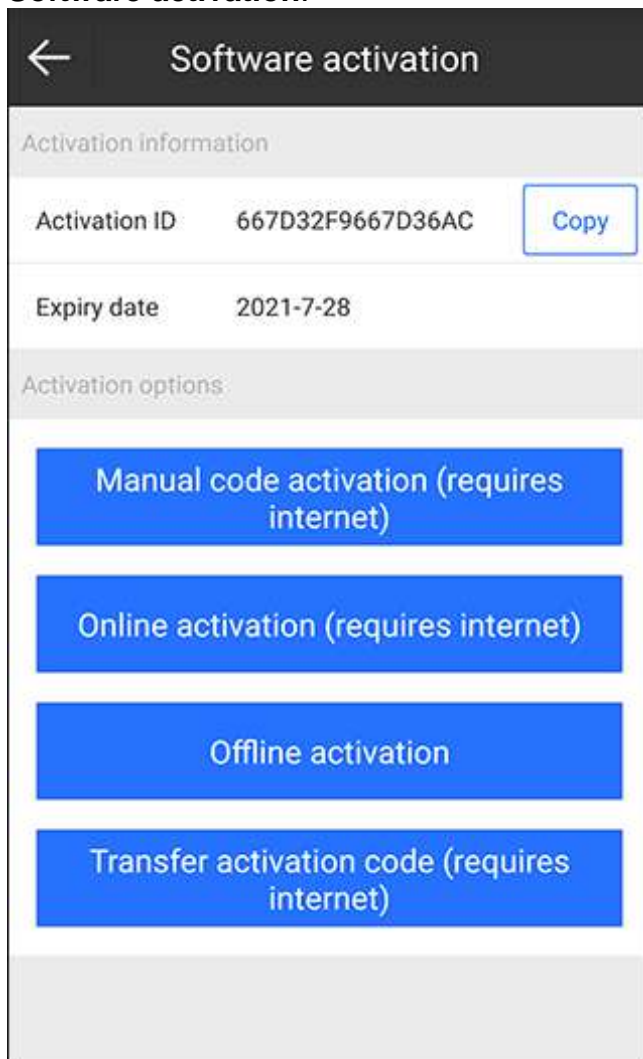 Software activation
Activation information
Activation ID 667D32F9667D36AC Copy
Expiry date 2021-7-28
Activation options
Manual code activation (requires
internet)
Online activation (requires internet)
Offline activation
Transfer activation code (requires
internet)